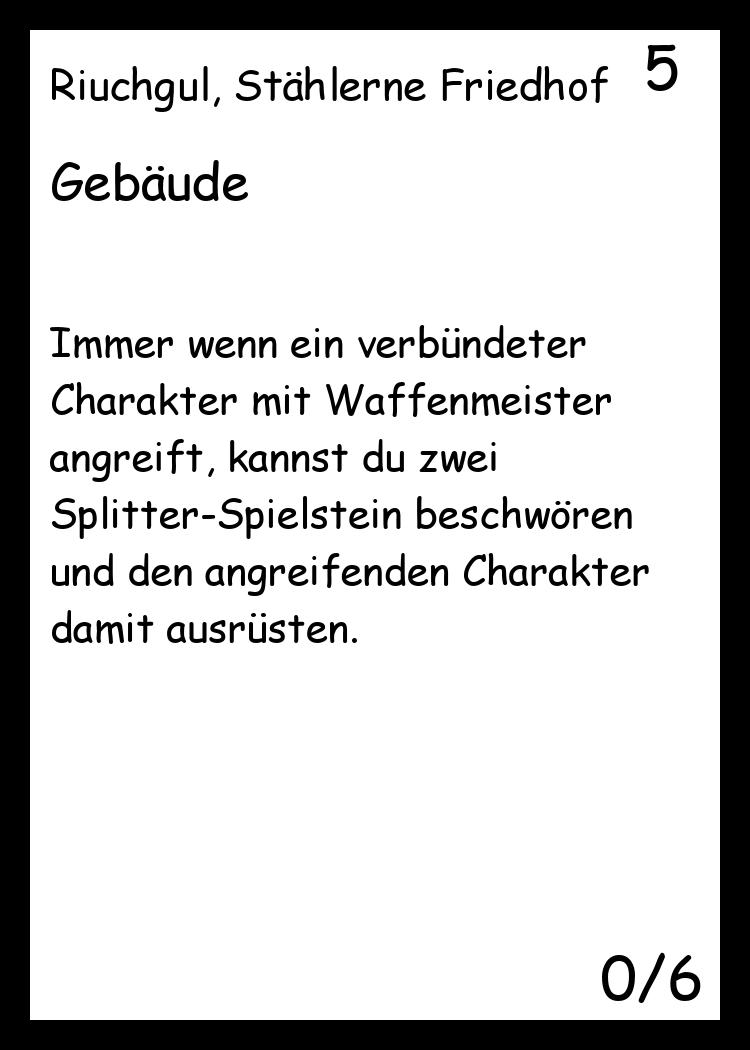 Riuchgul, Stählerne Friedhof 5
Gebäude
Immer wenn ein verbündeter
Charakter mit Waffenmeister
angreift, kannst du zwei
Splitter-Spielstein beschwören
und den angreifenden Charakter
damit ausrüsten.
0/6